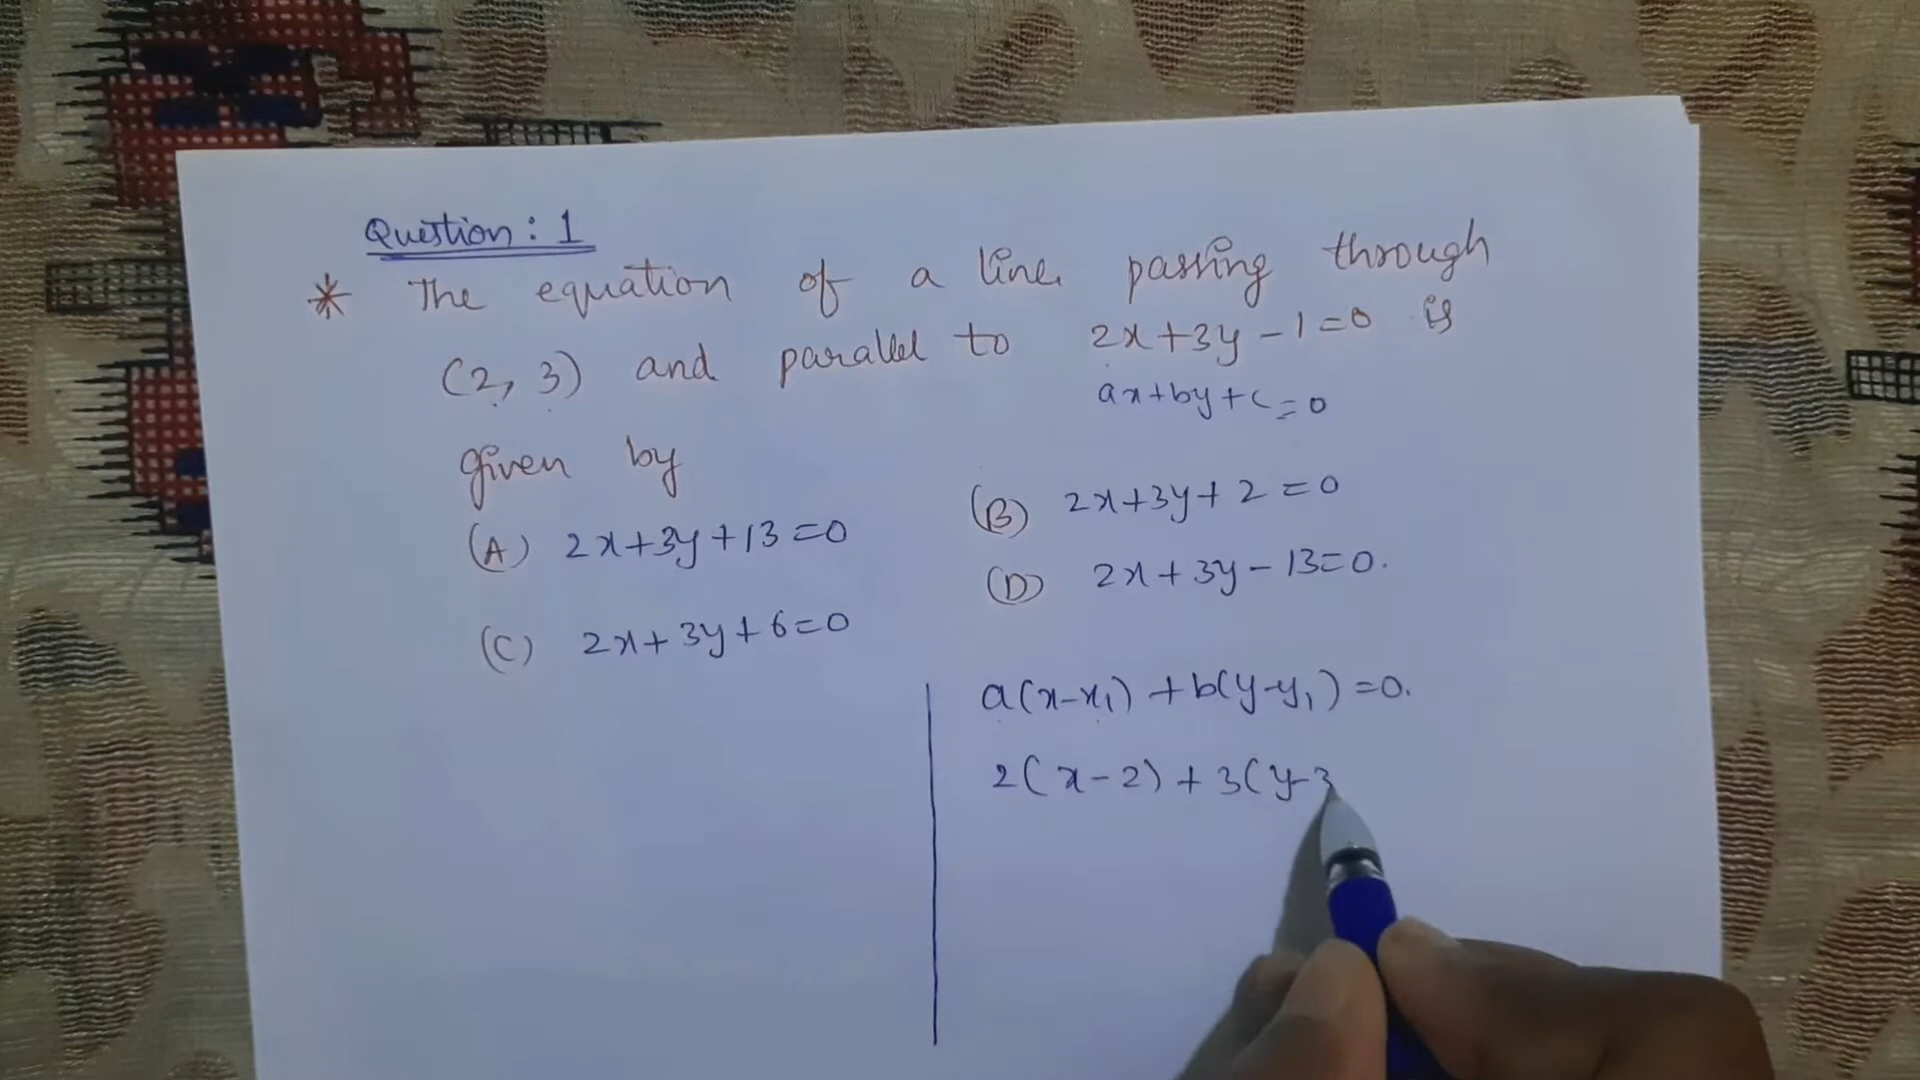 Question : 1
* The equation of a line passing through
(2, 3) and parallel to 2x+3y-1=0 is
ax+by+c=0
given by
(A) 2x+3y+13=0
(B) 2x+3y+2=0
(C) 2x+3y+6=0
(D) 2x+3y-13=0.
a(x-x₁)+b(y-y₁)=0.
2(x-2)+3(y-3